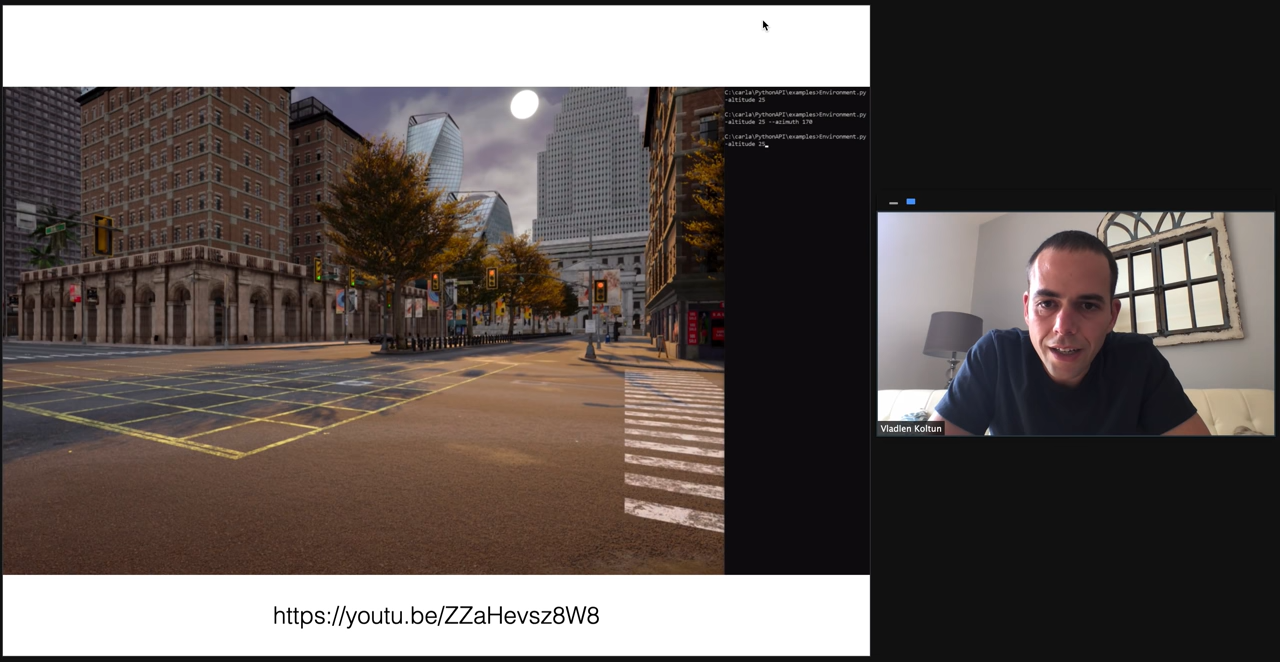 C:\carla\PythonAPI\examples>Environment.py
-altitude 25
C:\carla\PythonAPI\examples>Environment.py
-altitude 25 --azimuth 170
C:\carla\PythonAPI\examples>Environment.py
-altitude 25
Vladlen Koltun
https://youtu.be/ZZaHevsz8W8